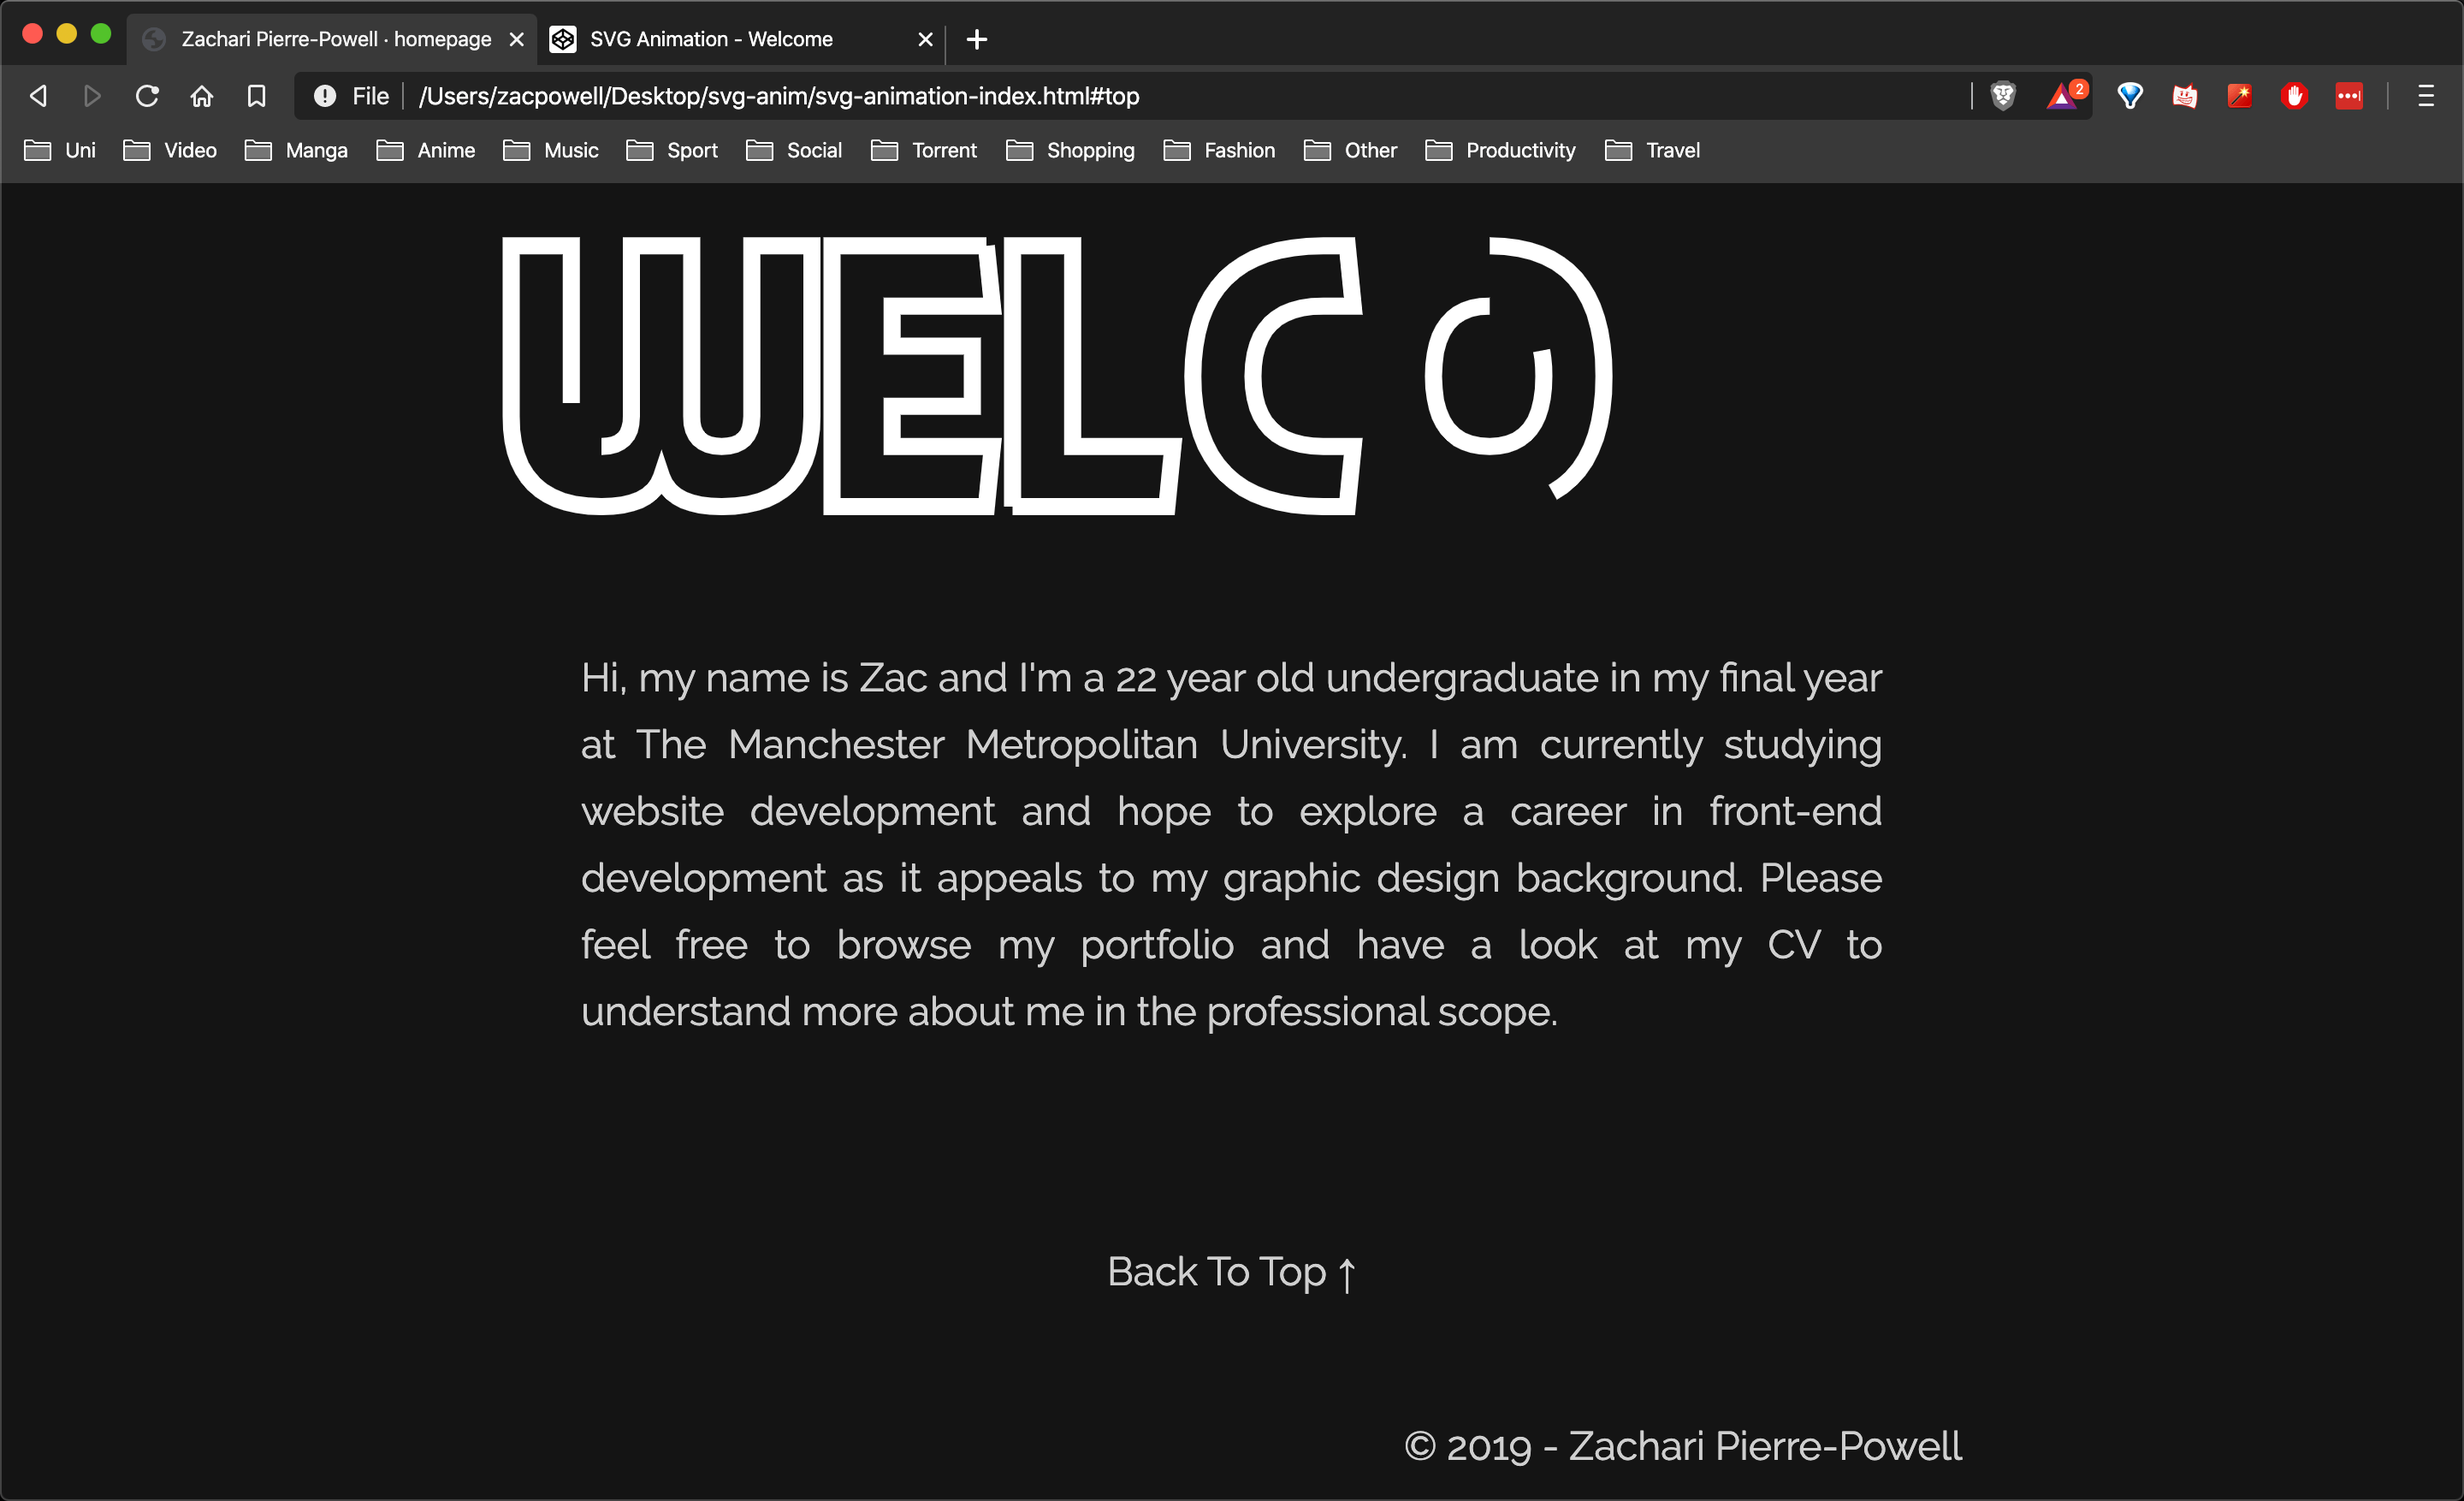 Zachari Pierre-Powell · homepage
SVG Animation - Welcome
File
/Users/zacpowell/Desktop/svg-anim/svg-animation-index.html#top
2
Uni
Video
Manga
Anime
Music
Sport
Social
Torrent
Shopping
Fashion
Other
Productivity
Travel
WELCO
Hi, my name is Zac and I'm a 22 year old undergraduate in my final year
at The Manchester Metropolitan University. I am currently studying
website development and hope to explore a career in front-end
development as it appeals to my graphic design background. Please
feel free to browse my portfolio and have a look at my CV to
understand more about me in the professional scope.
Back To Top ↑
© 2019 - Zachari Pierre-Powell